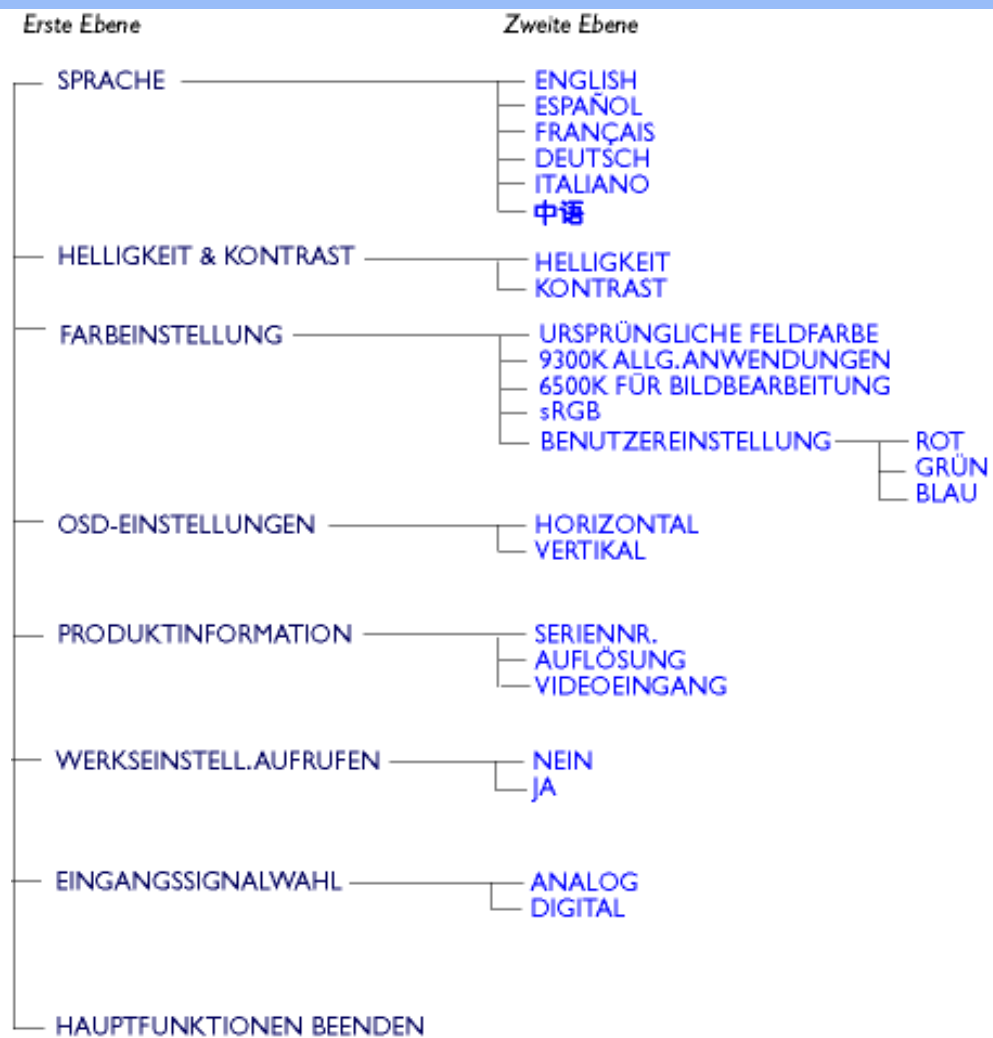 Erste Ebene Zweite Ebene
SPRACHE ENGLISH
ESPAÑOL
FRANÇAIS
DEUTSCH
ITALIANO
中语
HELLIGKEIT & KONTRAST HELLIGKEIT
KONTRAST
FARBEINSTELLUNG URSPRÜNGLICHE FELDFARBE
9300K ALLG.ANWENDUNGEN
6500K FÜR BILDBEARBEITUNG
sRGB
BENUTZEREINSTELLUNG ROT
GRÜN
BLAU
OSD-EINSTELLUNGEN HORIZONTAL
VERTIKAL
PRODUKTINFORMATION SERIENNR.
AUFLÖSUNG
VIDEOEINGANG
WERKSEINSTELL.AUFRUFEN NEIN
JA
EINGANGSSIGNALWAHL ANALOG
DIGITAL
HAUPTFUNKTIONEN BEENDEN